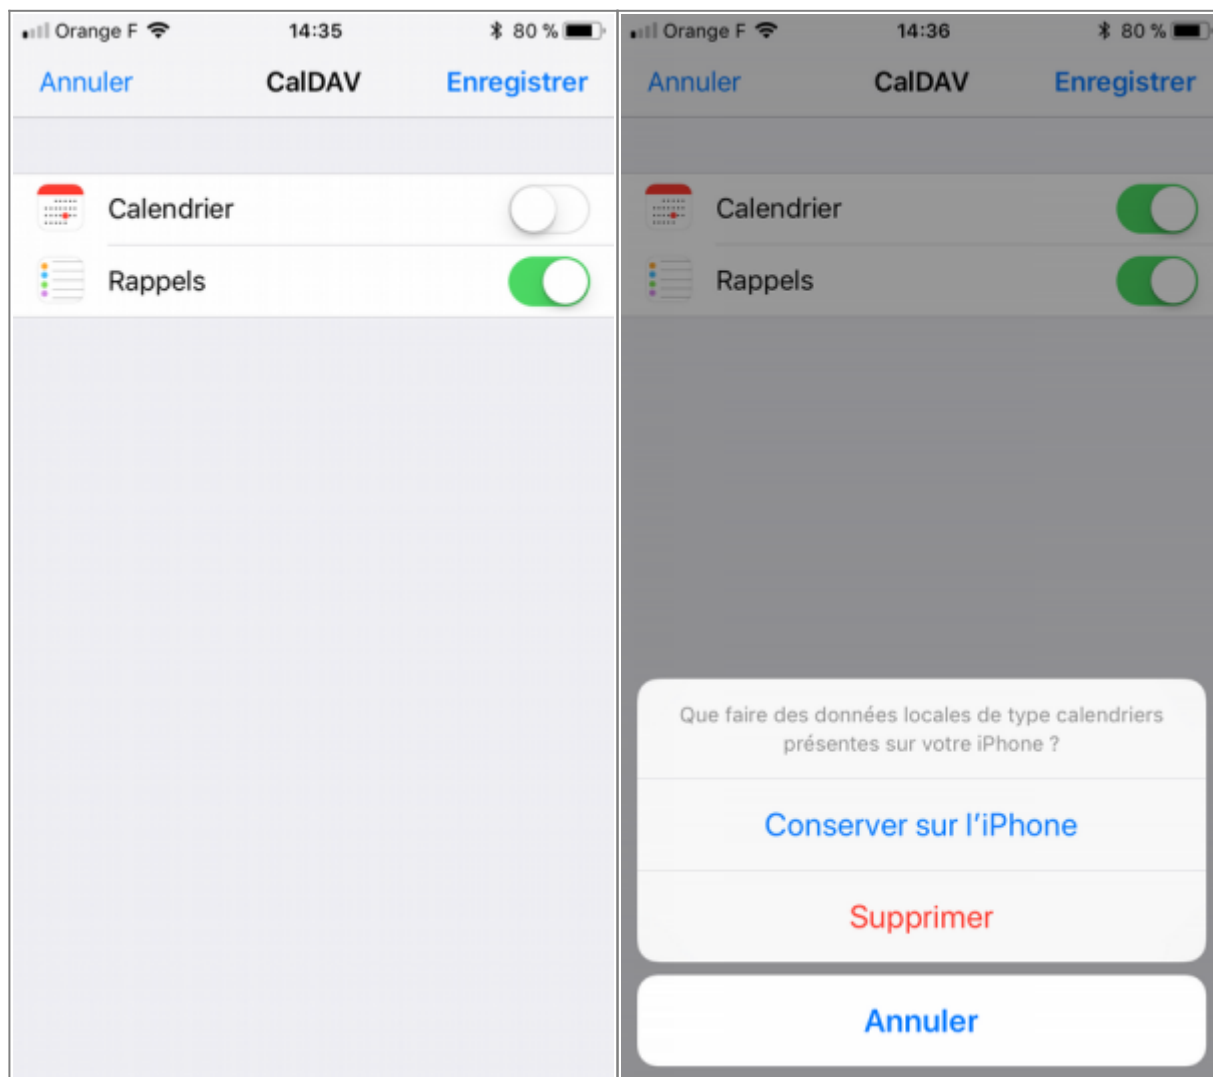 Orange F 14:35 80 %
Annuler CalDAV Enregistrer
Calendrier
Rappels
Orange F 14:36 80 %
Annuler CalDAV Enregistrer
Calendrier
Rappels
Que faire des données locales de type calendriers
présentes sur votre iPhone ?
Conserver sur l’iPhone
Supprimer
Annuler